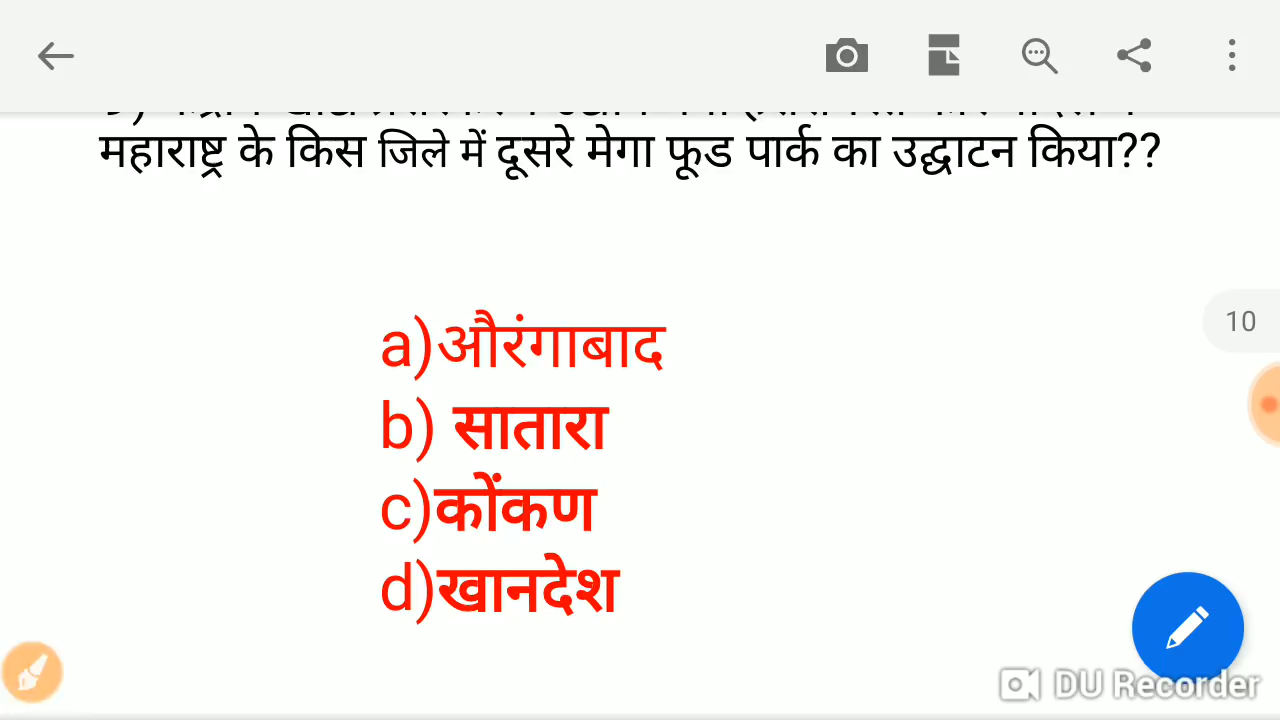 महाराष्ट्र के किस जिले में दूसरे मेगा फूड पार्क का उद्घाटन किया??
10
a)औरंगाबाद
b) सातारा
c)कोंकण
d)खानदेश
DU Recorder